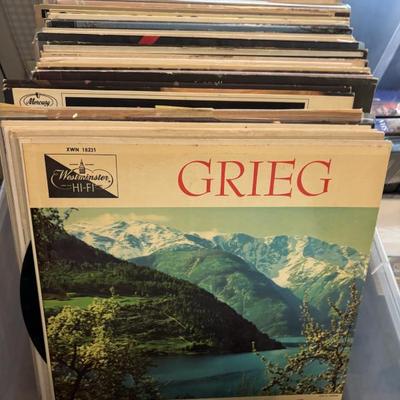 Mercury
XWN 18231
Westminster
HI-FI
GRIEG